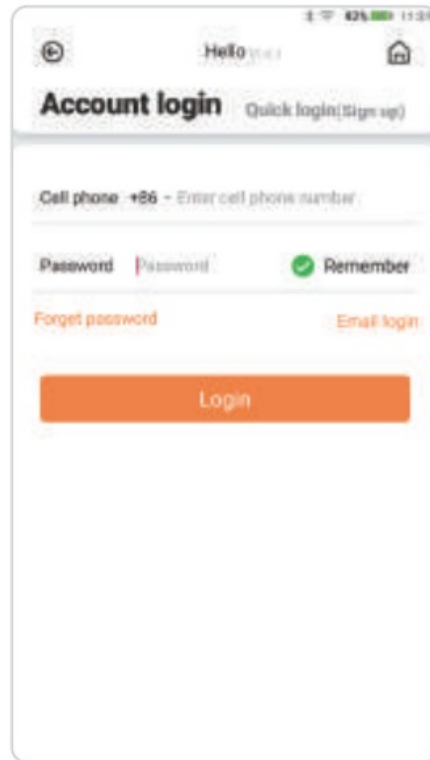 82%
Hello
Account login Quick login(Sign up)
Cell phone +86 - Enter cell phone number
Password Password Remember
Forget password Email login
Login